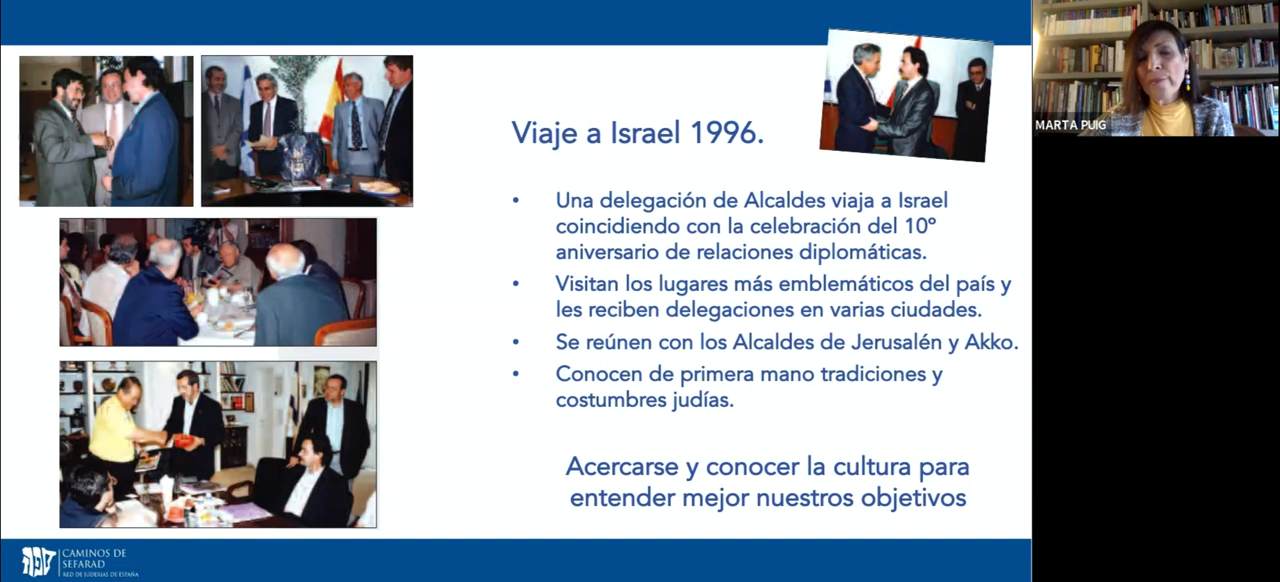 Viaje a Israel 1996.
• Una delegación de Alcaldes viaja a Israel
coincidiendo con la celebración del 10º
aniversario de relaciones diplomáticas.
• Visitan los lugares más emblemáticos del país y
les reciben delegaciones en varias ciudades.
• Se reúnen con los Alcaldes de Jerusalén y Akko.
• Conocen de primera mano tradiciones y
costumbres judías.
Acercarse y conocer la cultura para
entender mejor nuestros objetivos
CAMINOS DE
SEFARAD
RED DE JUDERÍAS DE ESPAÑA
MARTA PUIG